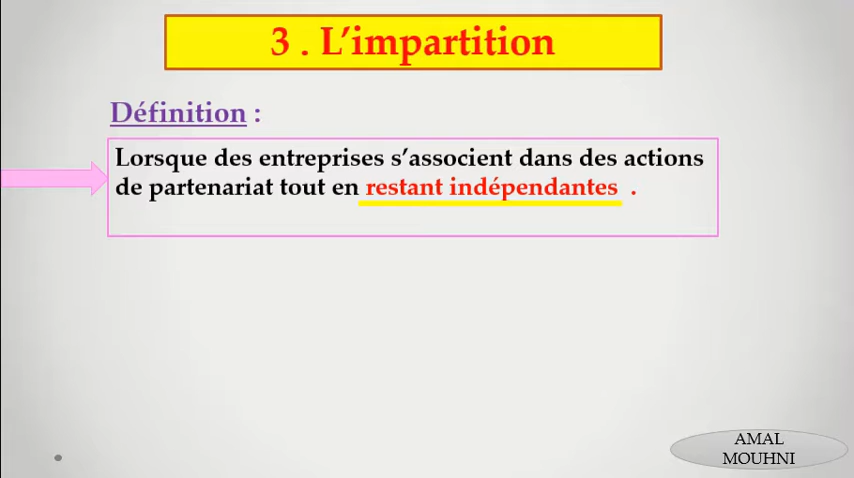 3 . L’impartition
Définition :
Lorsque des entreprises s’associent dans des actions
de partenariat tout en restant indépendantes .
AMAL
MOUHNI